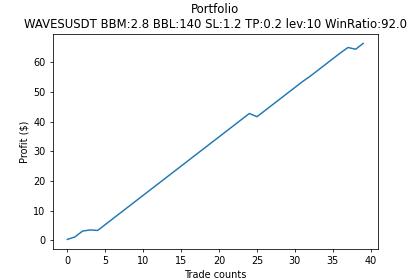 Portfolio
WAVESUSDT BBM:2.8 BBL:140 SL:1.2 TP:0.2 lev:10 WinRatio:92.0
Profit ($)
60
50
40
30
20
10
0
0 5 10 15 20 25 30 35 40
Trade counts